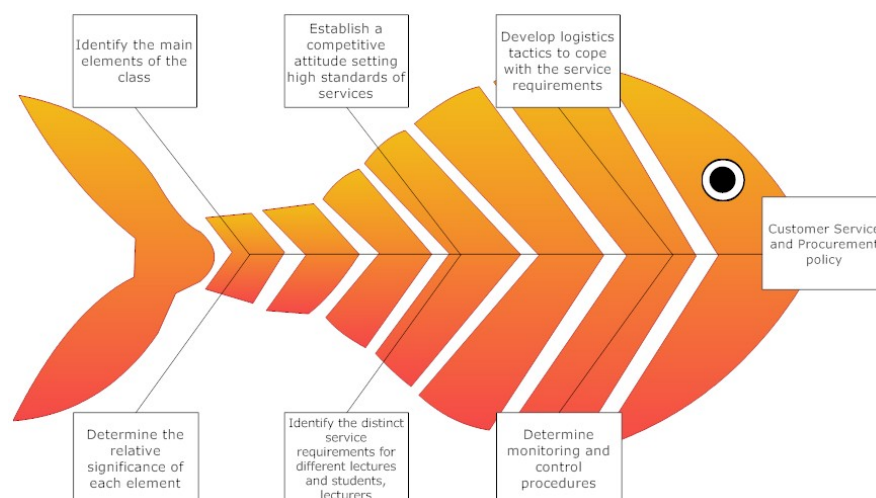 Identify the main
elements of the
class
Establish a
competitive
attitude setting
high standards of
services
Develop logistics
tactics to cope
with the service
requirements
Customer Service
and Procurement
policy
Determine the
relative
significance of
each element
Identify the distinct
service
requirements for
different lectures
and students,
lecturers
Determine
monitoring and
control
procedures